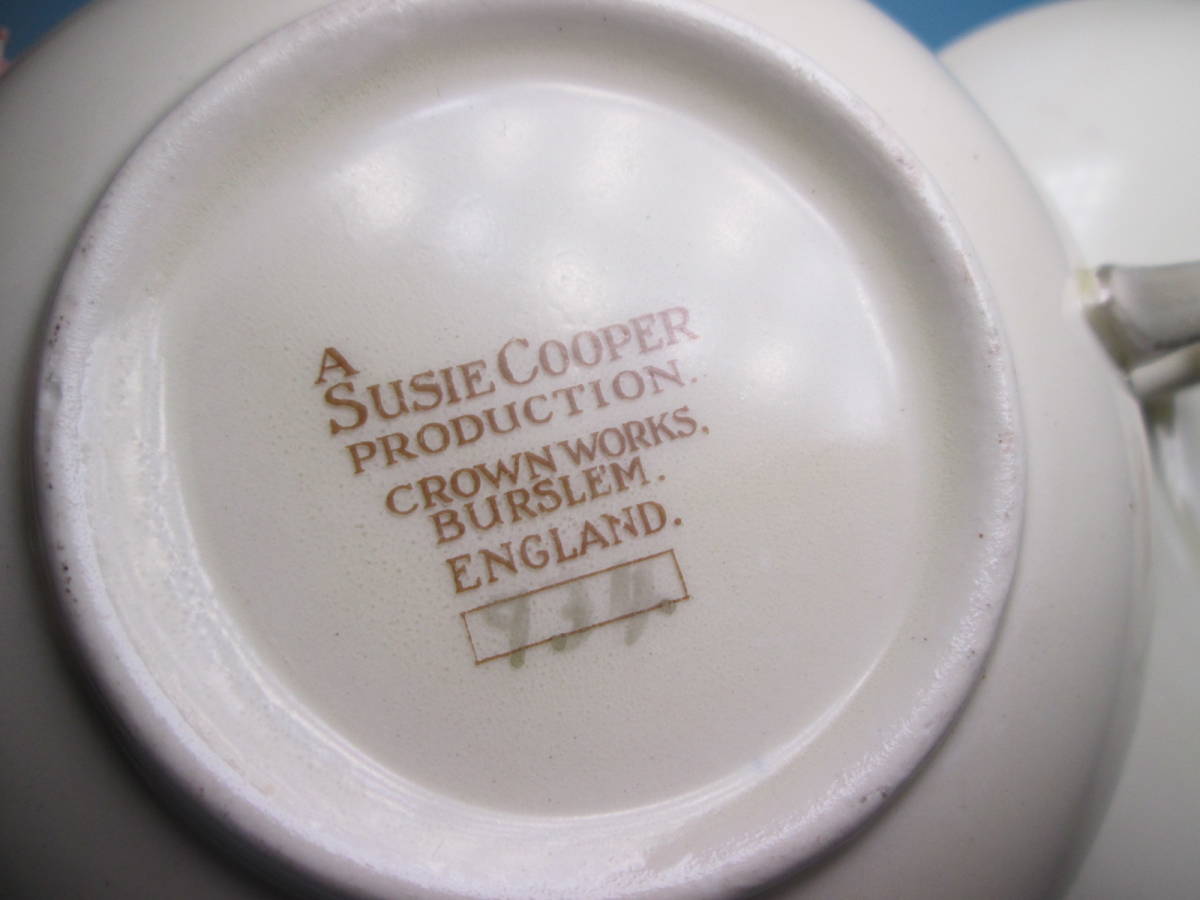 A
SUSIE COOPER
PRODUCTION.
CROWN WORKS,
BURSLEM.
ENGLAND.